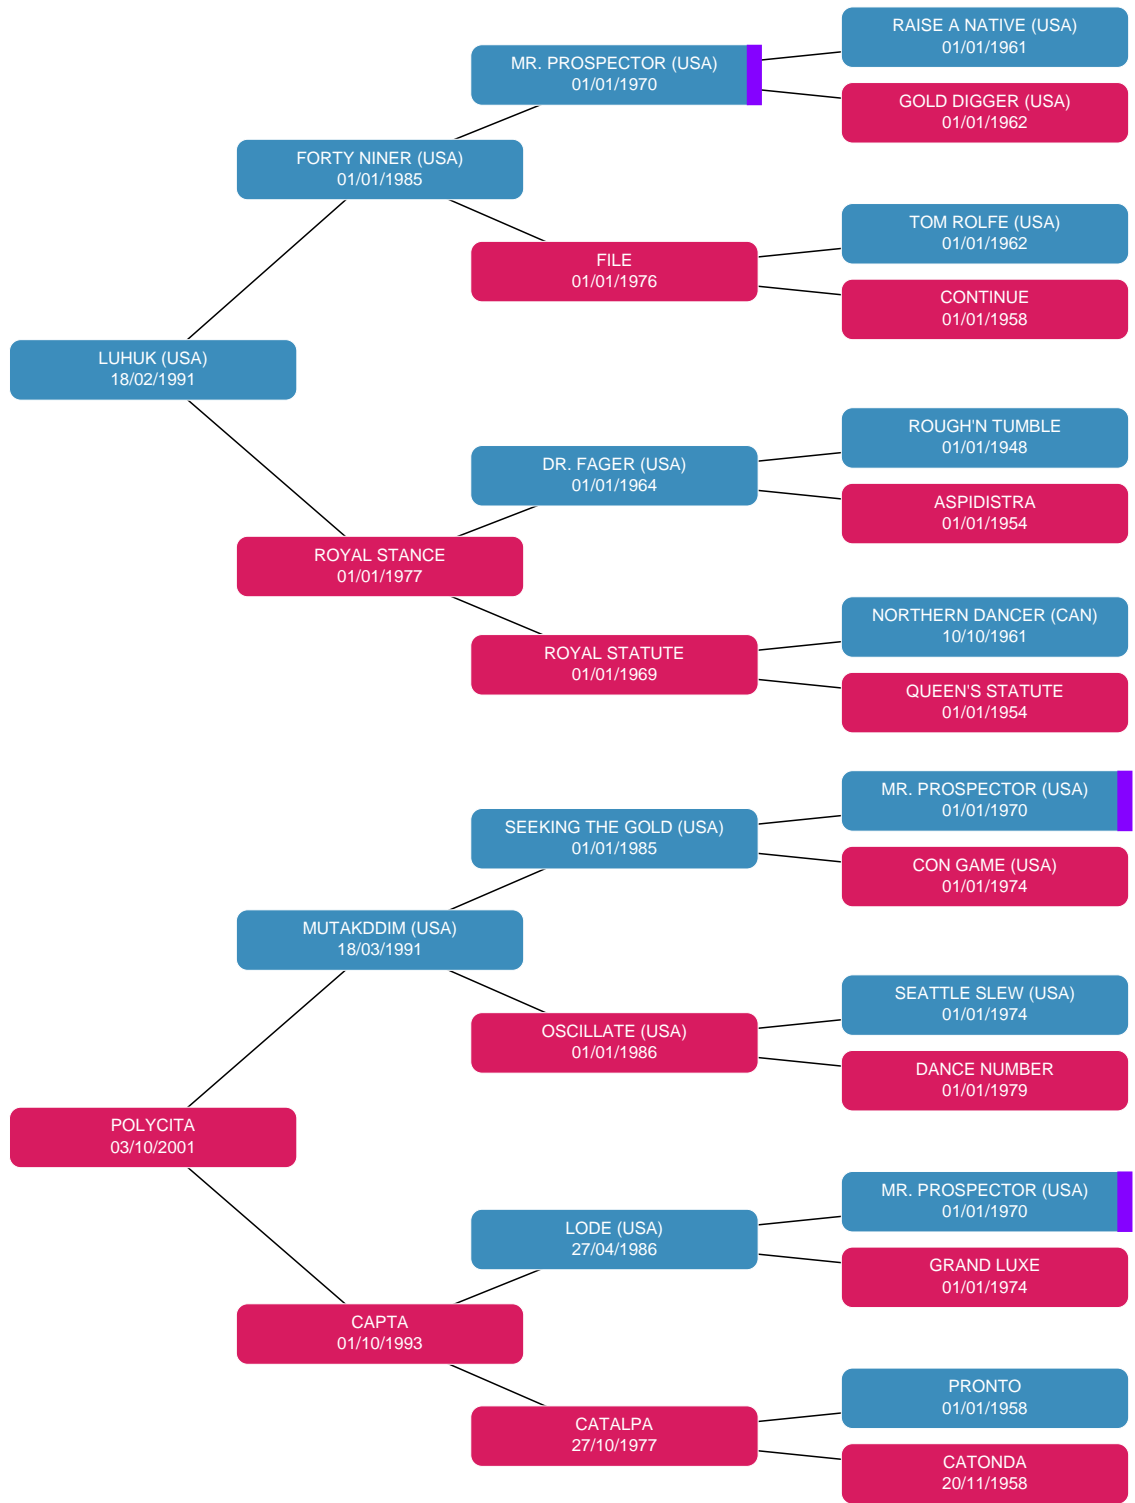 RAISE A NATIVE (USA)
01/01/1961
MR. PROSPECTOR (USA)
01/01/1970
GOLD DIGGER (USA)
01/01/1962
FORTY NINER (USA)
01/01/1985
TOM ROLFE (USA)
01/01/1962
FILE
01/01/1976
CONTINUE
01/01/1958
LUHUK (USA)
18/02/1991
ROUGH'N TUMBLE
01/01/1948
DR. FAGER (USA)
01/01/1964
ASPIDISTRA
01/01/1954
ROYAL STANCE
01/01/1977
NORTHERN DANCER (CAN)
10/10/1961
ROYAL STATUTE
01/01/1969
QUEEN'S STATUTE
01/01/1954
MR. PROSPECTOR (USA)
01/01/1970
SEEKING THE GOLD (USA)
01/01/1985
CON GAME (USA)
01/01/1974
MUTAKDDIM (USA)
18/03/1991
SEATTLE SLEW (USA)
01/01/1974
OSCILLATE (USA)
01/01/1986
DANCE NUMBER
01/01/1979
POLYCITA
03/10/2001
MR. PROSPECTOR (USA)
01/01/1970
LODE (USA)
27/04/1986
GRAND LUXE
01/01/1974
CAPTA
01/10/1993
PRONTO
01/01/1958
CATALPA
27/10/1977
CATONDA
20/11/1958